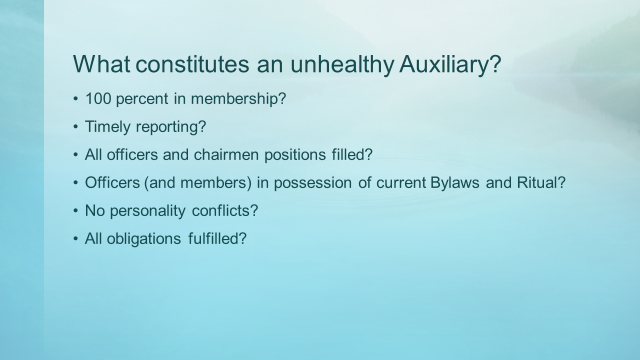 What constitutes an unhealthy Auxiliary?
• 100 percent in membership?
• Timely reporting?
• All officers and chairmen positions filled?
• Officers (and members) in possession of current Bylaws and Ritual?
• No personality conflicts?
• All obligations fulfilled?